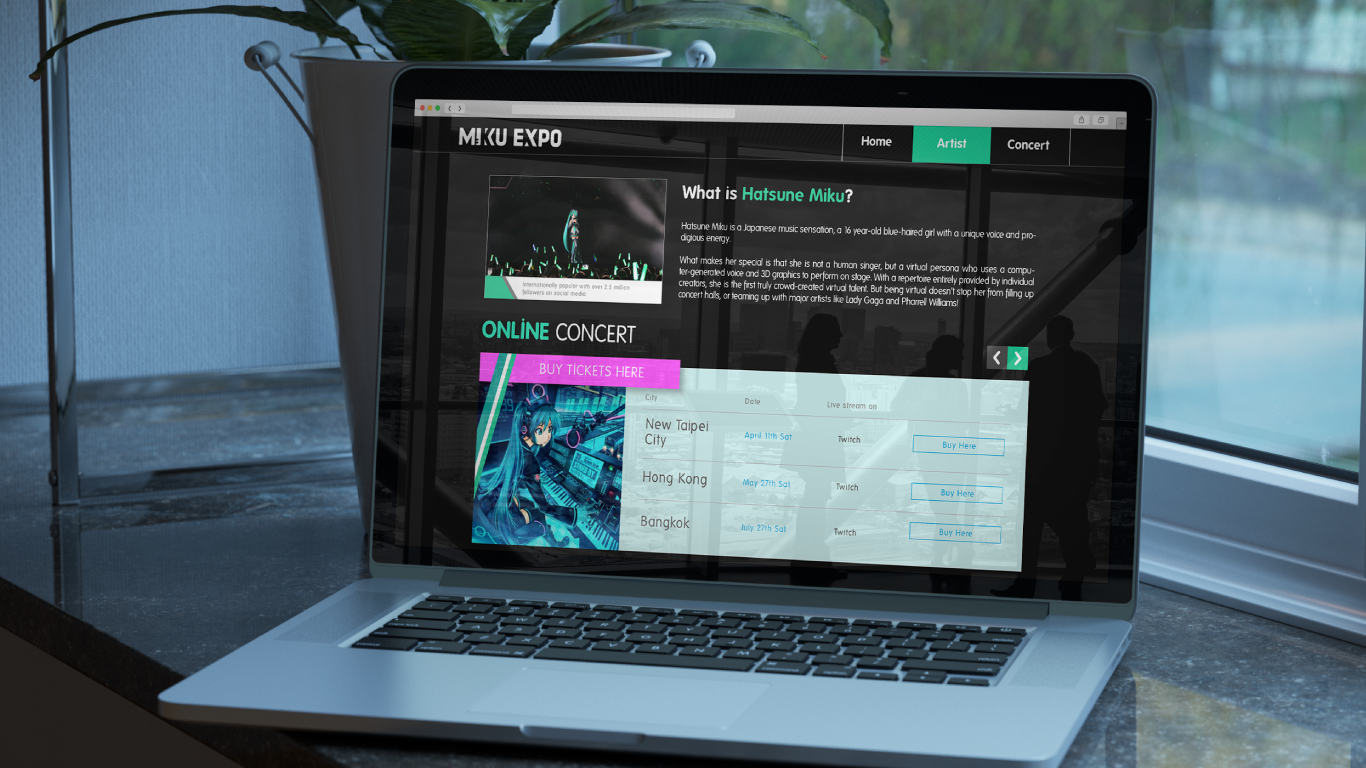 MIKU EXPO
Home
Artist
Concert
What is Hatsune Miku?
Hatsune Miku is a Japanese music sensation, a 16 year-old blue-haired girl with a unique voice and pro-
digious energy.
What makes her special is that she is not a human singer, but a virtual persona who uses a compu-
ter-generated voice and 3D graphics to perform on stage. With a repertoire entirely provided by individual
creators, she is the first truly crowd-created virtual talent. But being virtual doesn't stop her from filling up
concert halls, or teaming up with major artists like Lady Gaga and Pharrell Williams!
Internationally popular with over 2.5 million
followers on social media
ONLINE CONCERT
BUY TICKETS HERE
City
Date
Live stream on
New Taipei
City
April 11th Sat
Twitch
Buy Here
Hong Kong
May 27th Sat
Twitch
Buy Here
Bangkok
July 27th Sat
Twitch
Buy Here